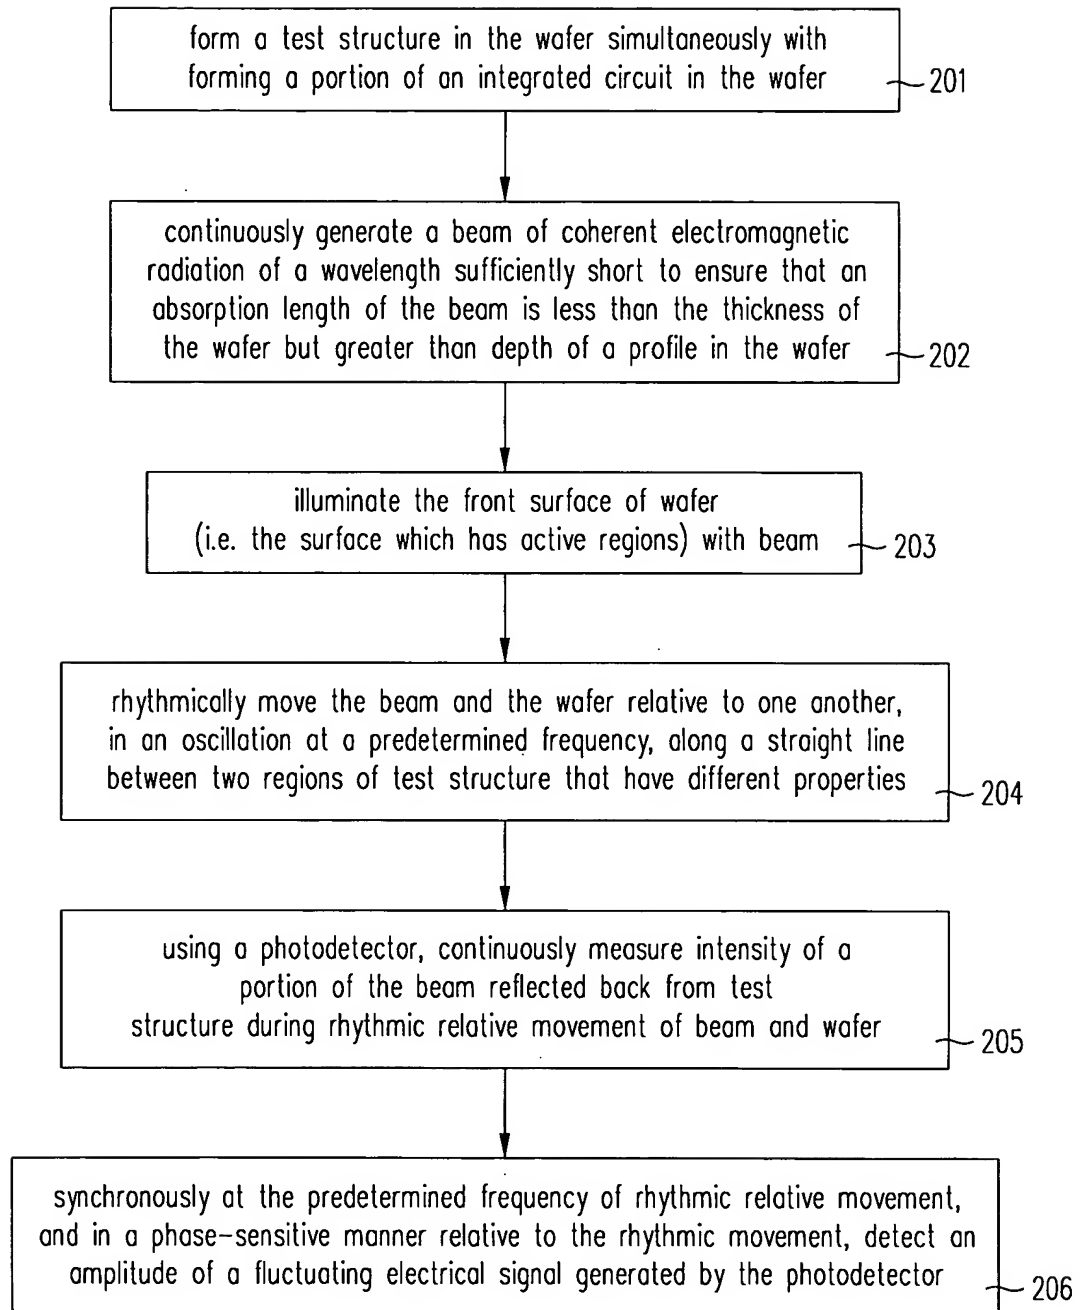 form a test structure in the wafer simultaneously with
forming a portion of an integrated circuit in the wafer
201
continuously generate a beam of coherent electromagnetic
radiation of a wavelength sufficiently short to ensure that an
absorption length of the beam is less than the thickness of
the wafer but greater than depth of a profile in the wafer
202
illuminate the front surface of wafer
(i.e. the surface which has active regions) with beam
203
rhythmically move the beam and the wafer relative to one another,
in an oscillation at a predetermined frequency, along a straight line
between two regions of test structure that have different properties
204
using a photodetector, continuously measure intensity of a
portion of the beam reflected back from test
structure during rhythmic relative movement of beam and wafer
205
synchronously at the predetermined frequency of rhythmic relative movement,
and in a phase-sensitive manner relative to the rhythmic movement, detect an
amplitude of a fluctuating electrical signal generated by the photodetector
206